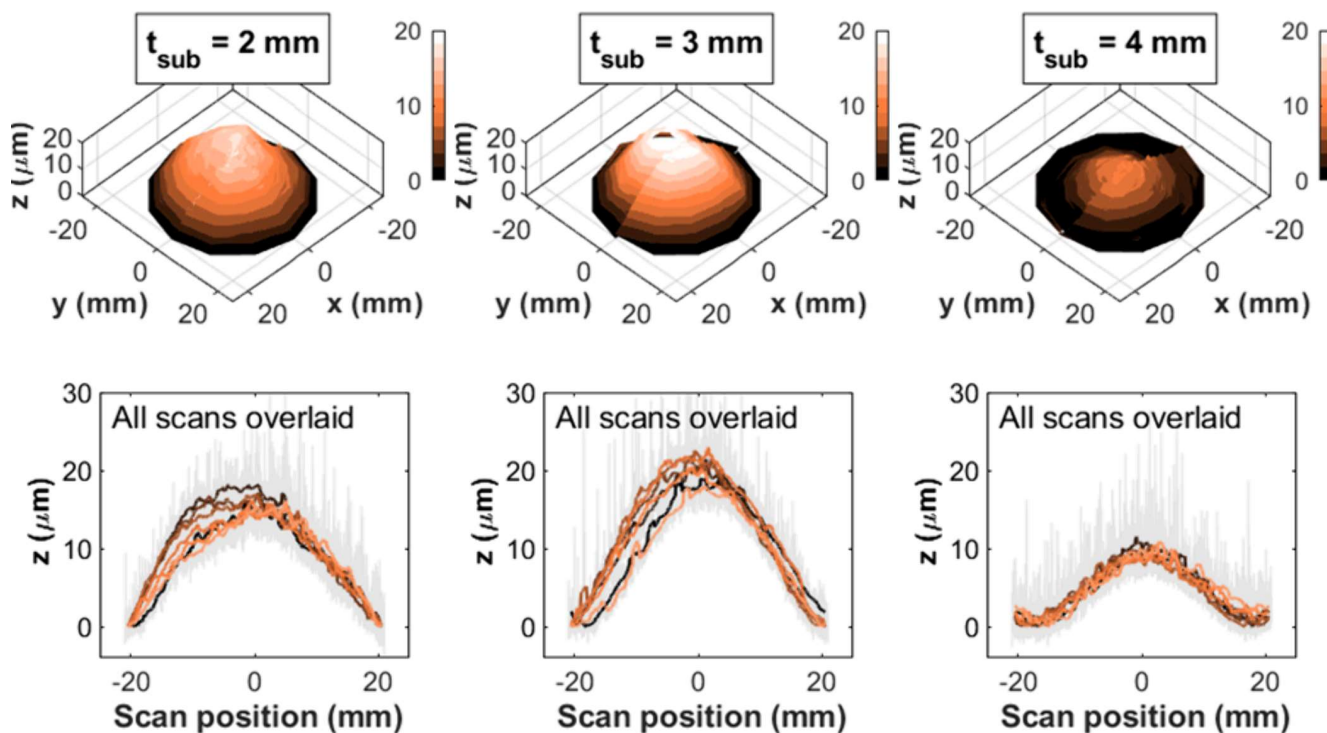 t_sub = 2 mm
20
10
0
z (μm)
20
10
0
-20
0
20
y (mm)
-20
0
20
x (mm)
t_sub = 3 mm
20
10
0
z (μm)
20
10
0
-20
0
20
y (mm)
-20
0
20
x (mm)
t_sub = 4 mm
20
10
0
z (μm)
20
10
0
-20
0
20
y (mm)
-20
0
20
x (mm)
All scans overlaid
30
20
10
0
z (μm)
-20
0
20
Scan position (mm)
All scans overlaid
30
20
10
0
z (μm)
-20
0
20
Scan position (mm)
All scans overlaid
30
20
10
0
z (μm)
-20
0
20
Scan position (mm)